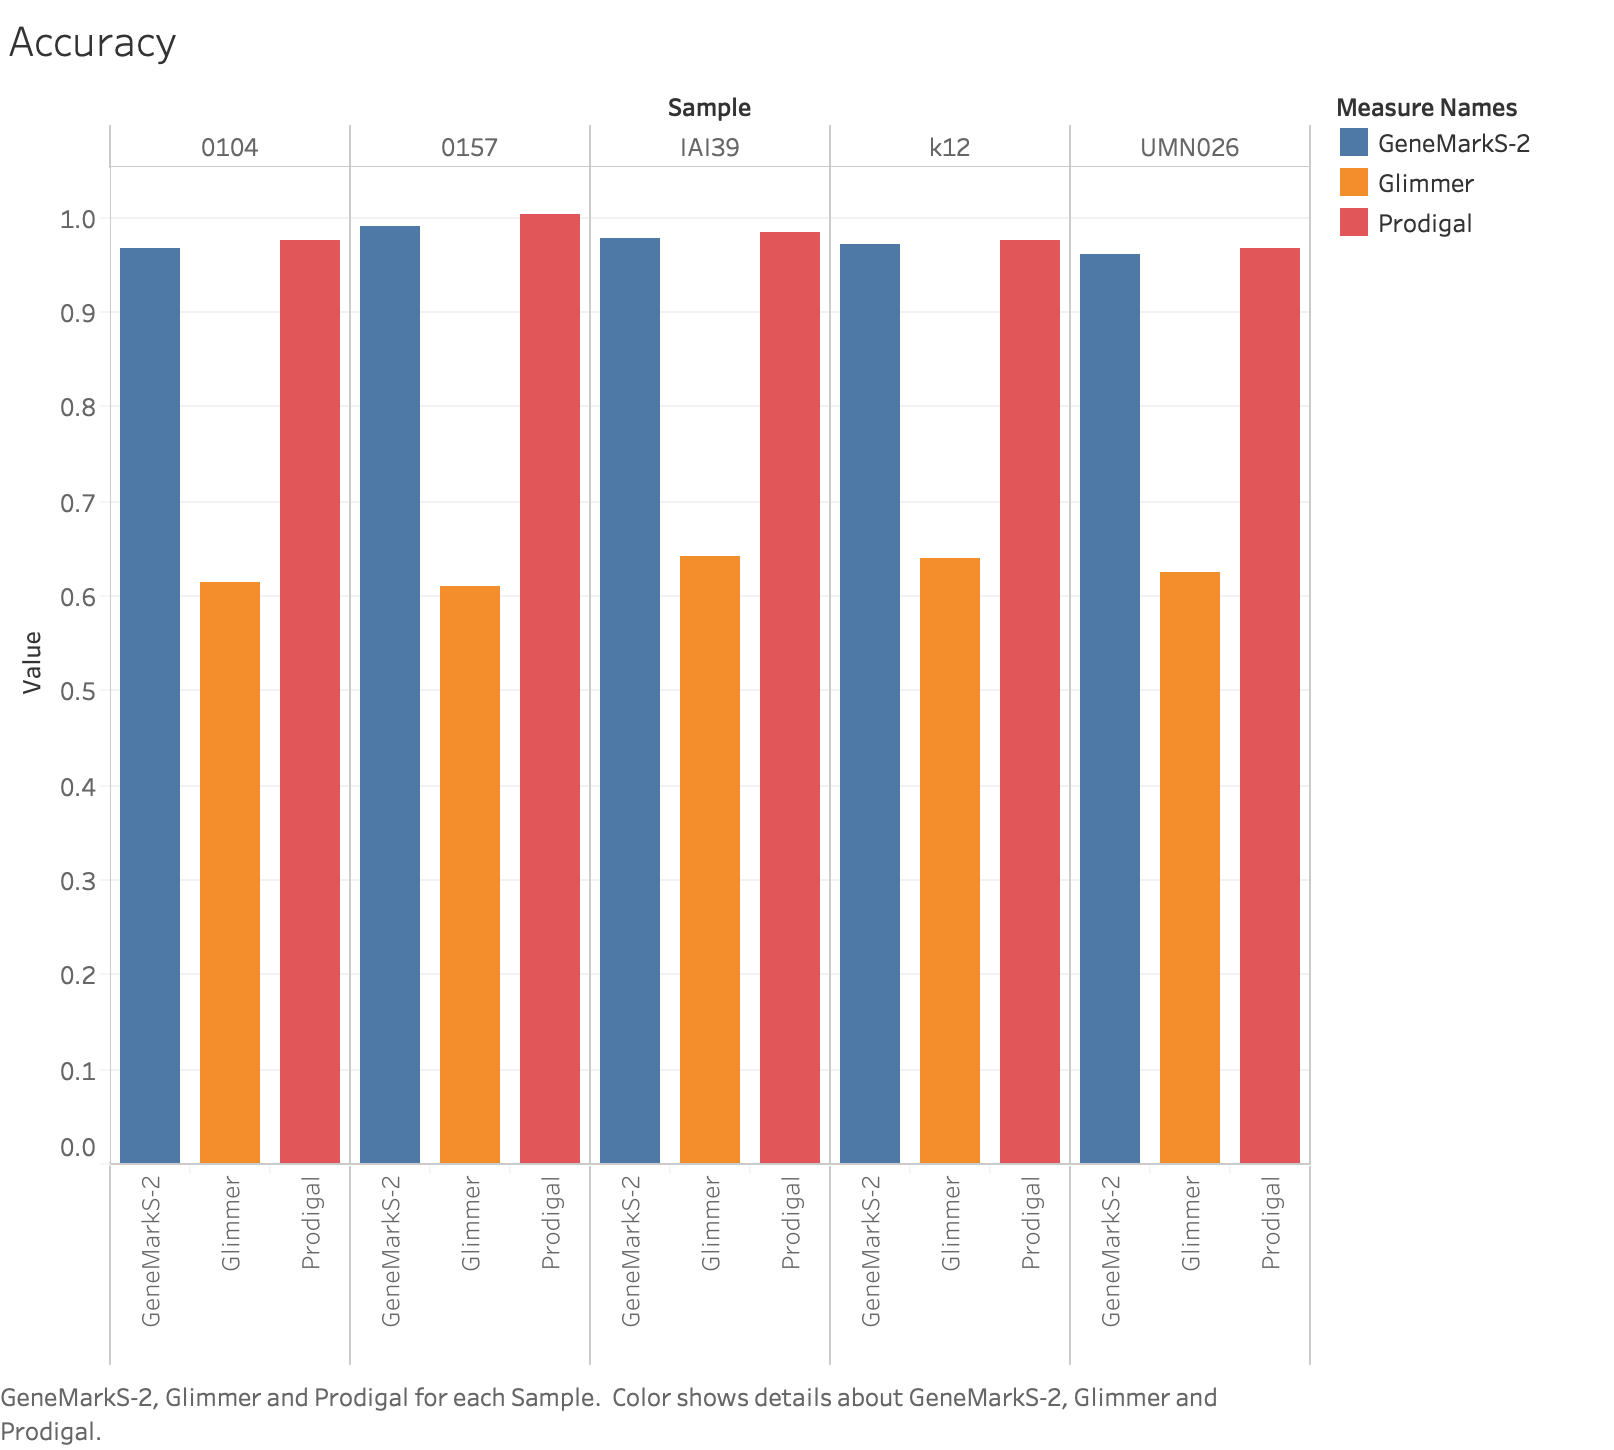 Accuracy
Sample
0104 0157 IAI39 k12 UMN026
Measure Names
GeneMarkS-2
Glimmer
Prodigal
1.0
0.9
0.8
0.7
0.6
0.5
0.4
0.3
0.2
0.1
0.0
Value
GeneMarkS-2 Glimmer Prodigal GeneMarkS-2 Glimmer Prodigal GeneMarkS-2 Glimmer Prodigal GeneMarkS-2 Glimmer Prodigal GeneMarkS-2 Glimmer Prodigal
GeneMarkS-2, Glimmer and Prodigal for each Sample.  Color shows details about GeneMarkS-2, Glimmer and
Prodigal.